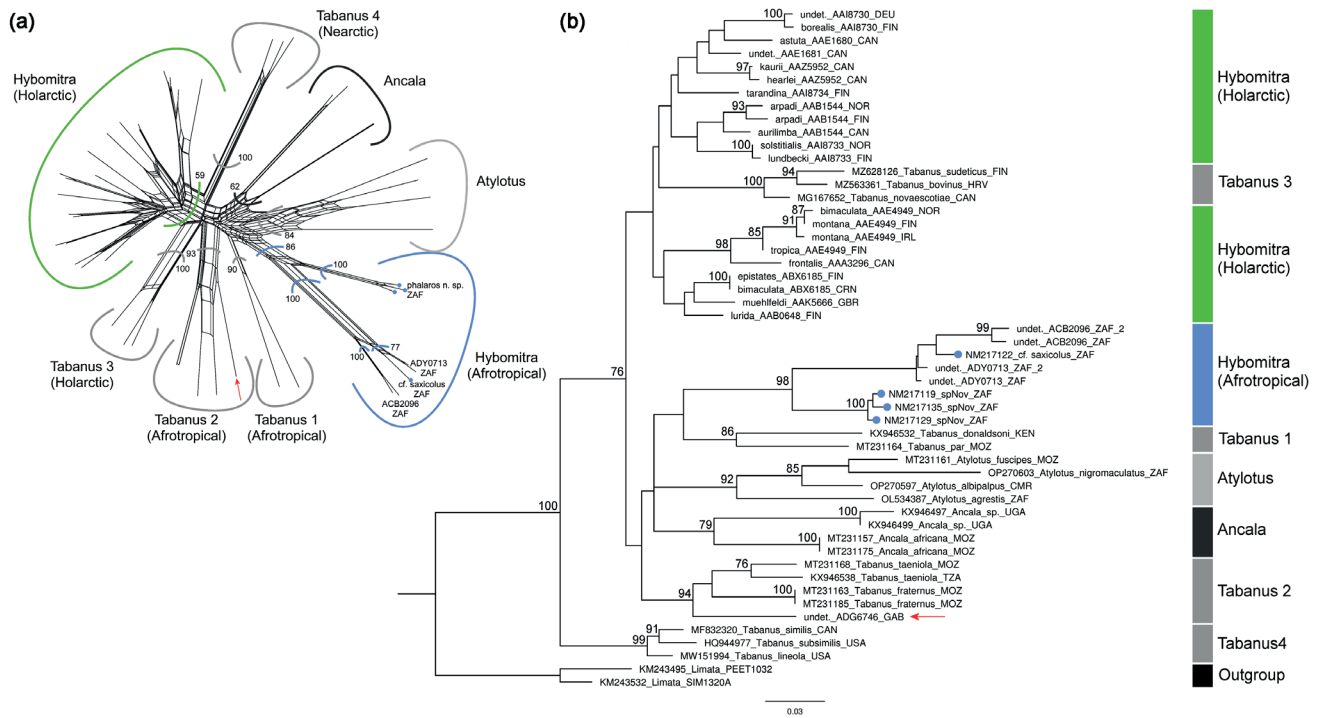 (a)
Tabanus 4
(Nearctic)
Hybomitra
(Holarctic)
Ancala
Atylotus
100
59
62
84
86
93
100
90
100
100
phalaros n. sp.
ZAF
77
100
ADY0713
ZAF
cf. saxicolus
ZAF
ACB2096
ZAF
Hybomitra
(Afrotropical)
Tabanus 3
(Holarctic)
Tabanus 2
(Afrotropical)
Tabanus 1
(Afrotropical)
(b)
100
undet._AAI8730_DEU
borealis_AAI8730_FIN
astuta_AAE1680_CAN
undet._AAE1681_CAN
97
kaurii_AAZ5952_CAN
hearlei_AAZ5952_CAN
tarandina_AAI8734_FIN
93
arpadi_AAB1544_NOR
arpadi_AAB1544_FIN
aurilimba_AAB1544_CAN
100
solstitialis_AAI8733_NOR
lundbecki_AAI8733_FIN
94
MZ628126_Tabanus_sudeticus_FIN
100
MZ563361_Tabanus_bovinus_HRV
MG167652_Tabanus_novaescotiae_CAN
87
bimaculata_AAE4949_NOR
91
montana_AAE4949_FIN
85
montana_AAE4949_IRL
98
tropica_AAE4949_FIN
frontalis_AAA3296_CAN
100
epistates_ABX6185_FIN
bimaculata_ABX6185_CRN
muehlfeldi_AAK5666_GBR
lurida_AAB0648_FIN
99
undet._ACB2096_ZAF_2
undet._ACB2096_ZAF
NM217122_cf. saxicolus_ZAF
98
undet._ADY0713_ZAF_2
undet._ADY0713_ZAF
NM217119_spNov_ZAF
100
NM217135_spNov_ZAF
NM217129_spNov_ZAF
76
86
KX946532_Tabanus_donaldsoni_KEN
MT231164_Tabanus_par_MOZ
85
MT231161_Atylotus_fuscipes_MOZ
92
OP270603_Atylotus_nigromaculatus_ZAF
OP270597_Atylotus_albipalpus_CMR
OL534387_Atylotus_agrestis_ZAF
100
100
KX946497_Ancala_sp._UGA
79
KX946499_Ancala_sp._UGA
100
MT231157_Ancala_africana_MOZ
MT231175_Ancala_africana_MOZ
76
MT231168_Tabanus_taeniola_MOZ
KX946538_Tabanus_taeniola_TZA
94
100
MT231163_Tabanus_fraternus_MOZ
MT231185_Tabanus_fraternus_MOZ
undet._ADG6746_GAB
91
MF832320_Tabanus_similis_CAN
99
HQ944977_Tabanus_subsimilis_USA
MW151994_Tabanus_lineola_USA
KM243495_Limata_PEET1032
KM243532_Limata_SIM1320A
0.03
Hybomitra
(Holarctic)
Tabanus 3
Hybomitra
(Holarctic)
Hybomitra
(Afrotropical)
Tabanus 1
Atylotus
Ancala
Tabanus 2
Tabanus4
Outgroup